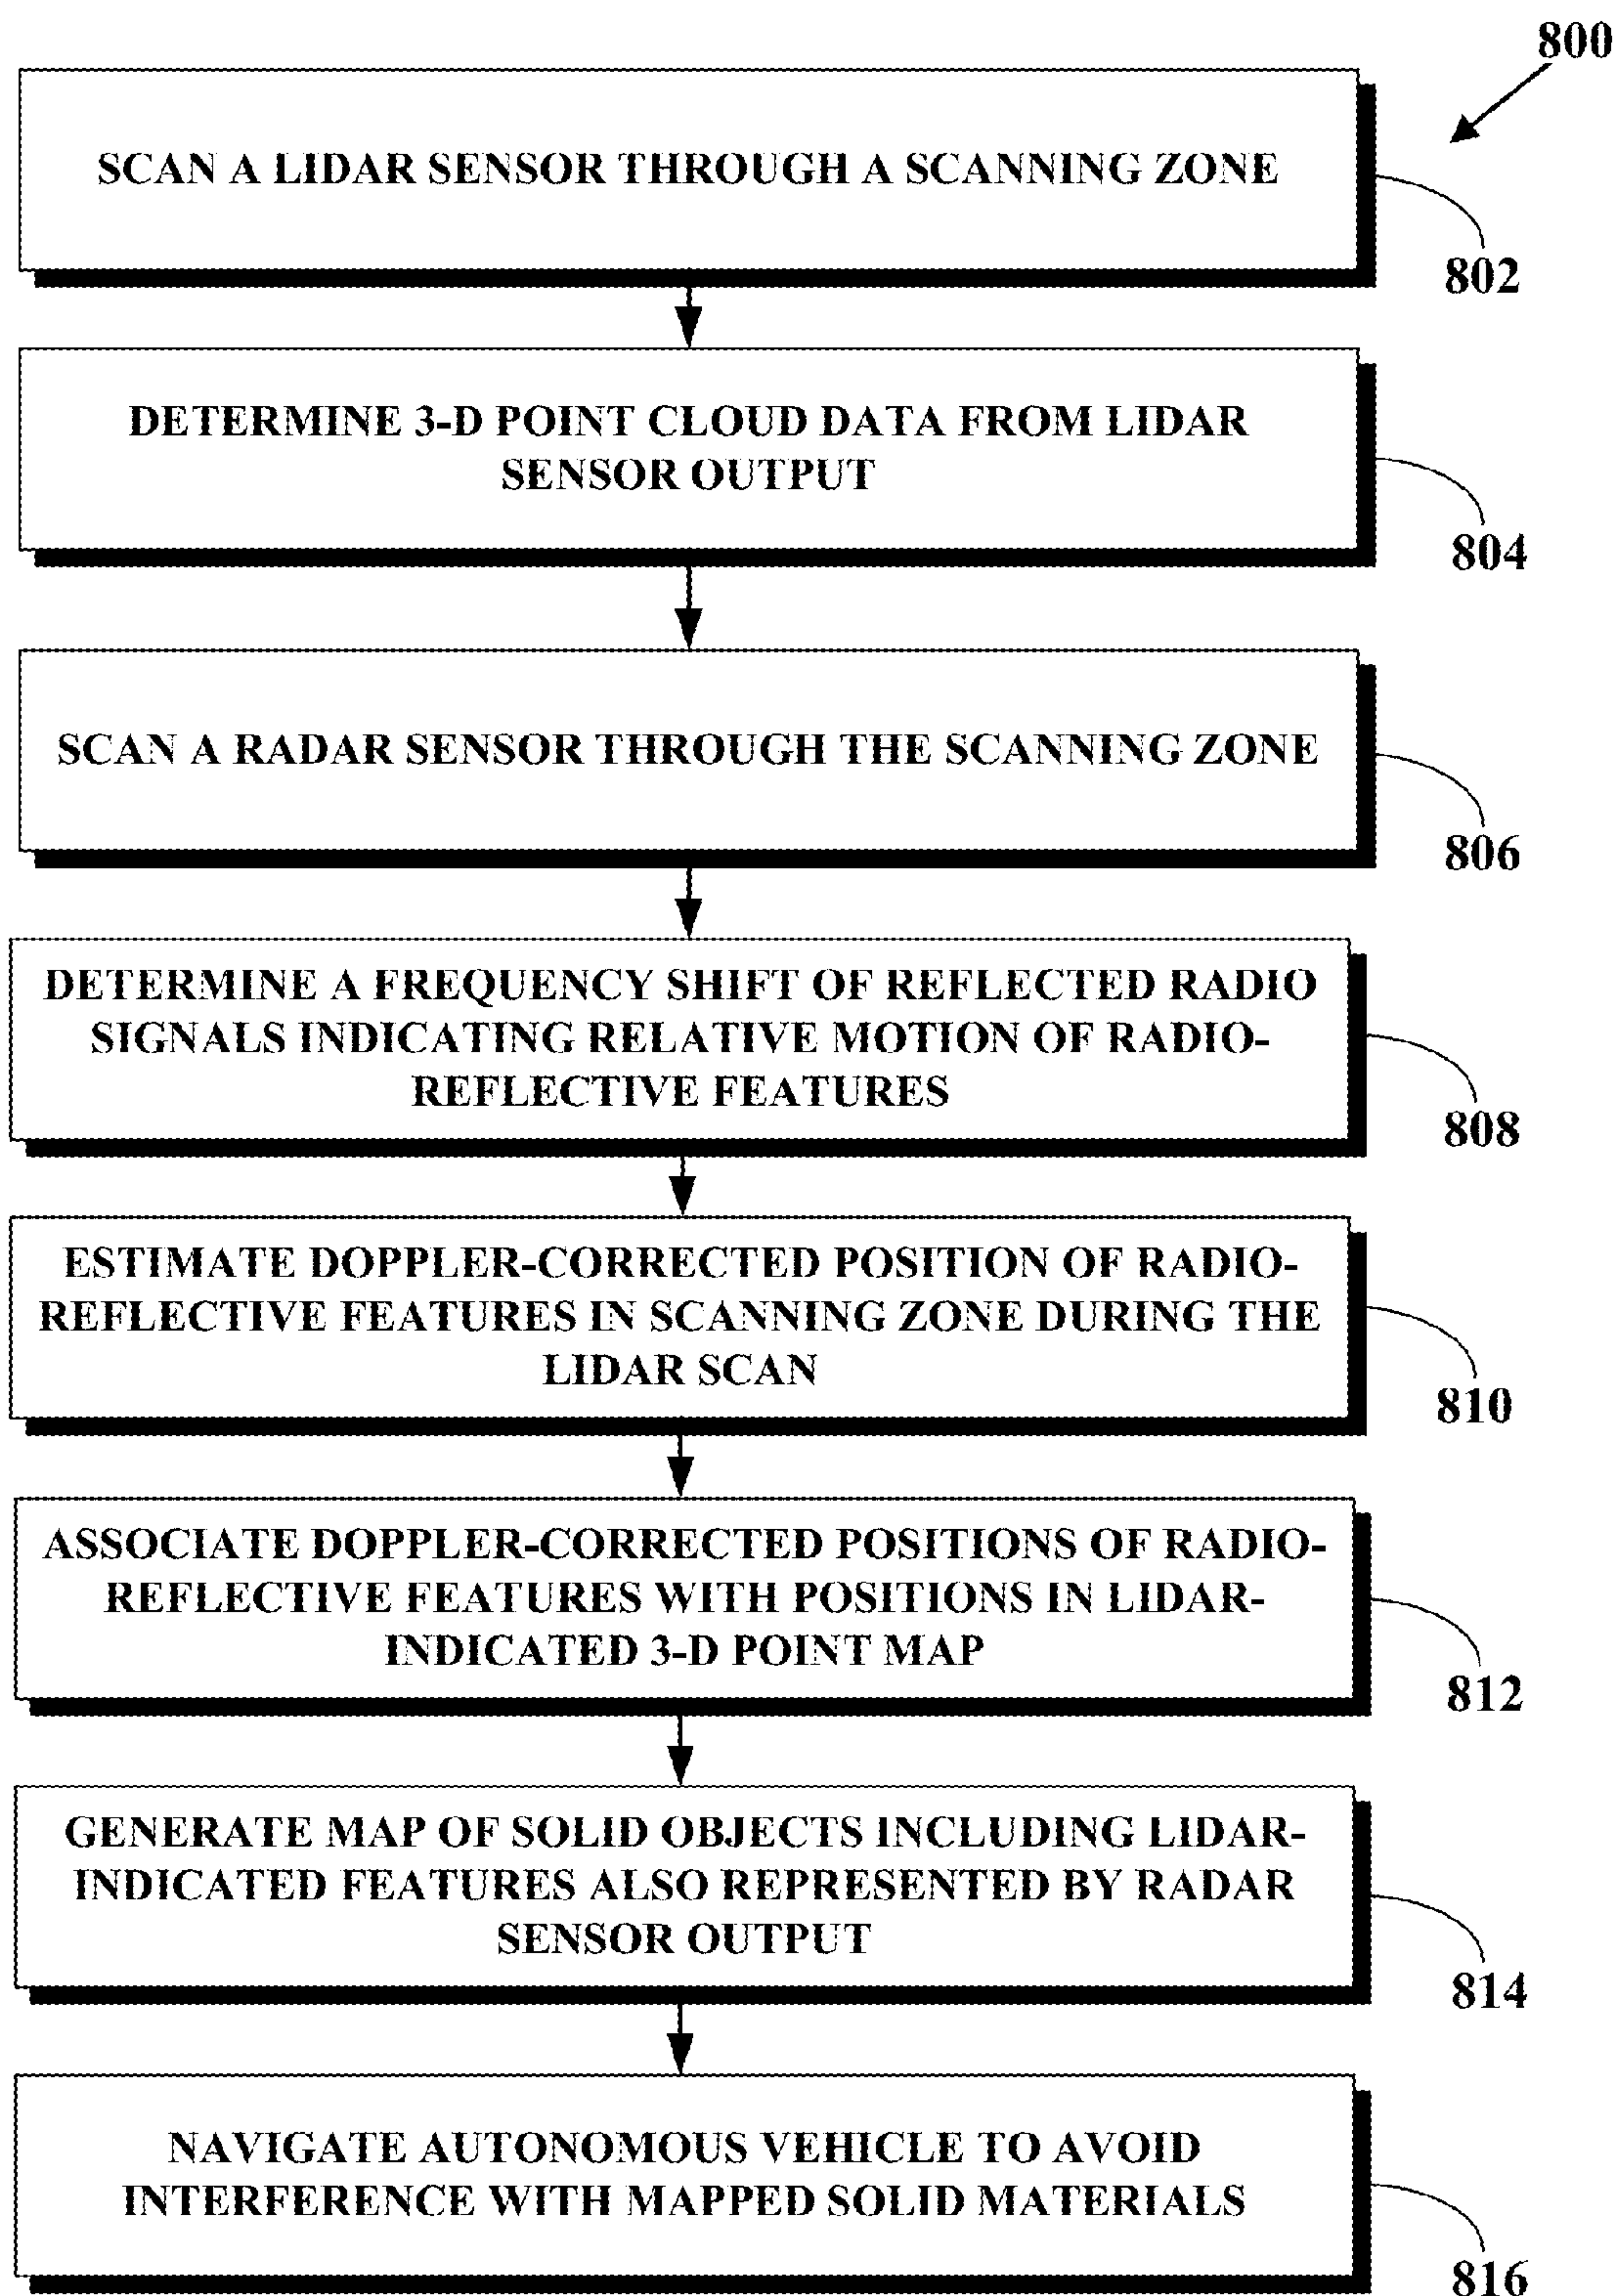 800
SCAN A LIDAR SENSOR THROUGH A SCANNING ZONE
802
DETERMINE 3-D POINT CLOUD DATA FROM LIDAR
SENSOR OUTPUT
804
SCAN A RADAR SENSOR THROUGH THE SCANNING ZONE
806
DETERMINE A FREQUENCY SHIFT OF REFLECTED RADIO
SIGNALS INDICATING RELATIVE MOTION OF RADIO-
REFLECTIVE FEATURES
808
ESTIMATE DOPPLER-CORRECTED POSITION OF RADIO-
REFLECTIVE FEATURES IN SCANNING ZONE DURING THE
LIDAR SCAN
810
ASSOCIATE DOPPLER-CORRECTED POSITIONS OF RADIO-
REFLECTIVE FEATURES WITH POSITIONS IN LIDAR-
INDICATED 3-D POINT MAP
812
GENERATE MAP OF SOLID OBJECTS INCLUDING LIDAR-
INDICATED FEATURES ALSO REPRESENTED BY RADAR
SENSOR OUTPUT
814
NAVIGATE AUTONOMOUS VEHICLE TO AVOID
INTERFERENCE WITH MAPPED SOLID MATERIALS
816